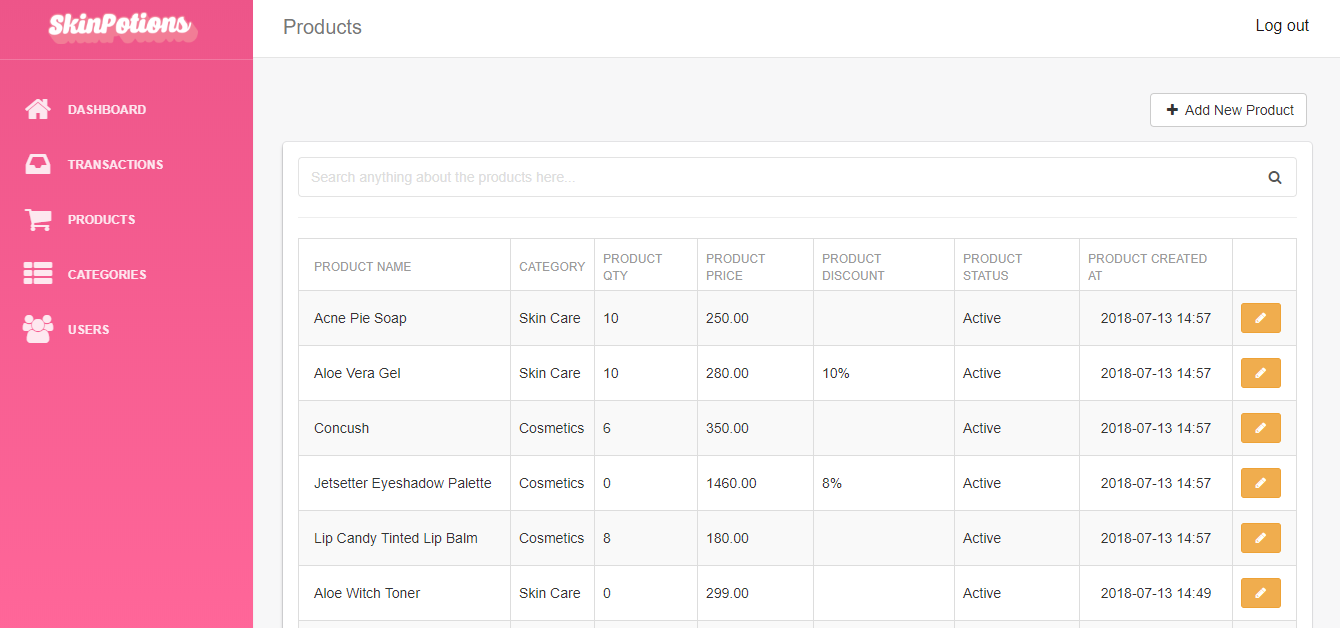 SkinPotions
Products
Log out
DASHBOARD
TRANSACTIONS
PRODUCTS
CATEGORIES
USERS
Add New Product
Search anything about the products here...
PRODUCT NAME CATEGORY PRODUCT QTY PRODUCT PRICE PRODUCT DISCOUNT PRODUCT STATUS PRODUCT CREATED AT
Acne Pie Soap Skin Care 10 250.00 Active 2018-07-13 14:57
Aloe Vera Gel Skin Care 10 280.00 10% Active 2018-07-13 14:57
Concush Cosmetics 6 350.00 Active 2018-07-13 14:57
Jetsetter Eyeshadow Palette Cosmetics 0 1460.00 8% Active 2018-07-13 14:57
Lip Candy Tinted Lip Balm Cosmetics 8 180.00 Active 2018-07-13 14:57
Aloe Witch Toner Skin Care 0 299.00 Active 2018-07-13 14:49